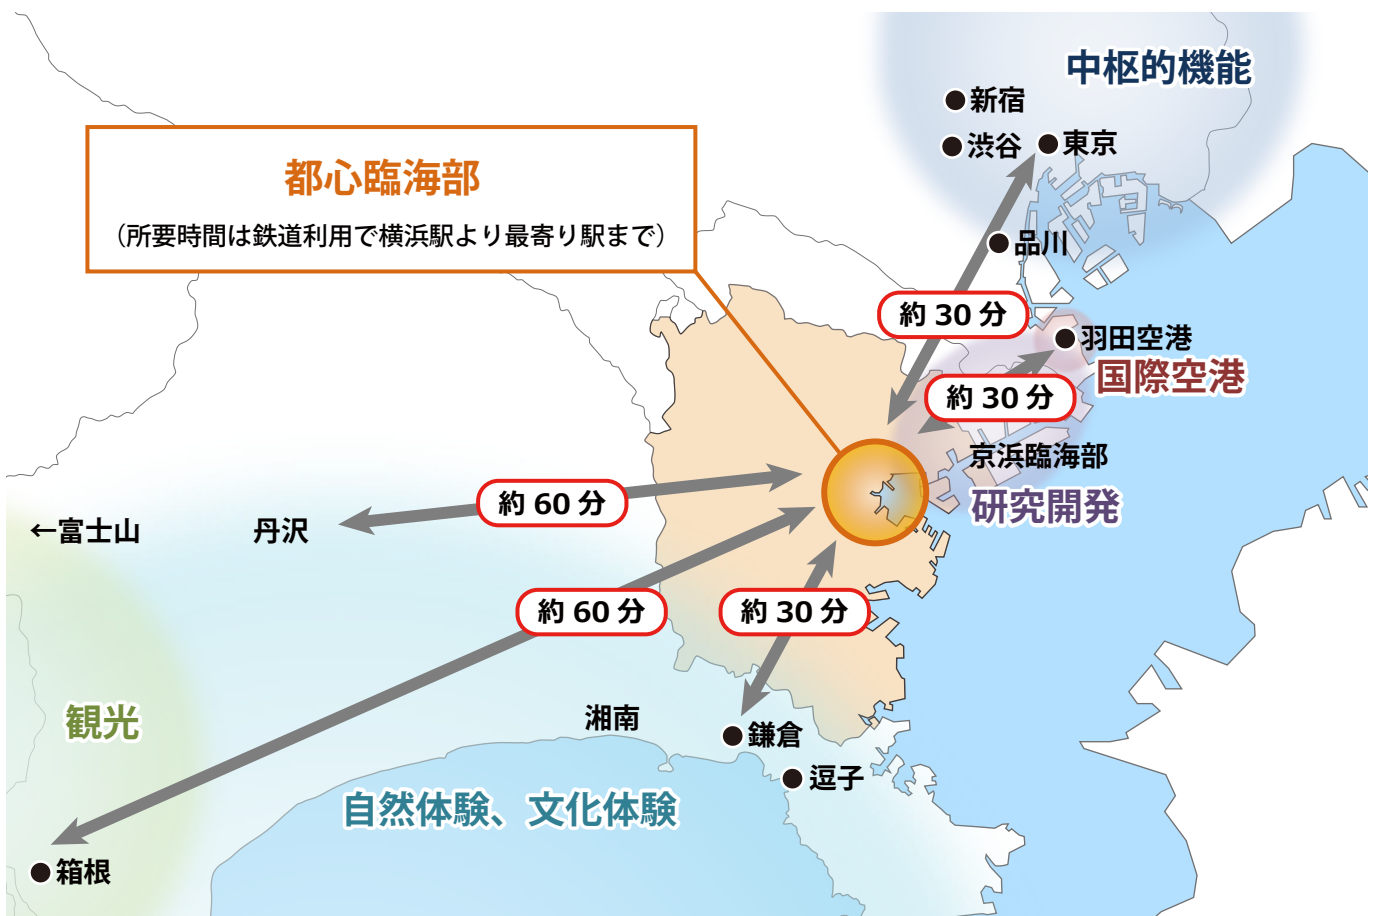 中枢的機能
新宿
渋谷
東京
都心臨海部
（所要時間は鉄道利用で横浜駅より最寄り駅まで）
品川
約 30 分
羽田空港
国際空港
約 30 分
京浜臨海部
研究開発
約 60 分
←富士山
丹沢
約 60 分
約 30 分
観光
湘南
鎌倉
逗子
自然体験、文化体験
箱根